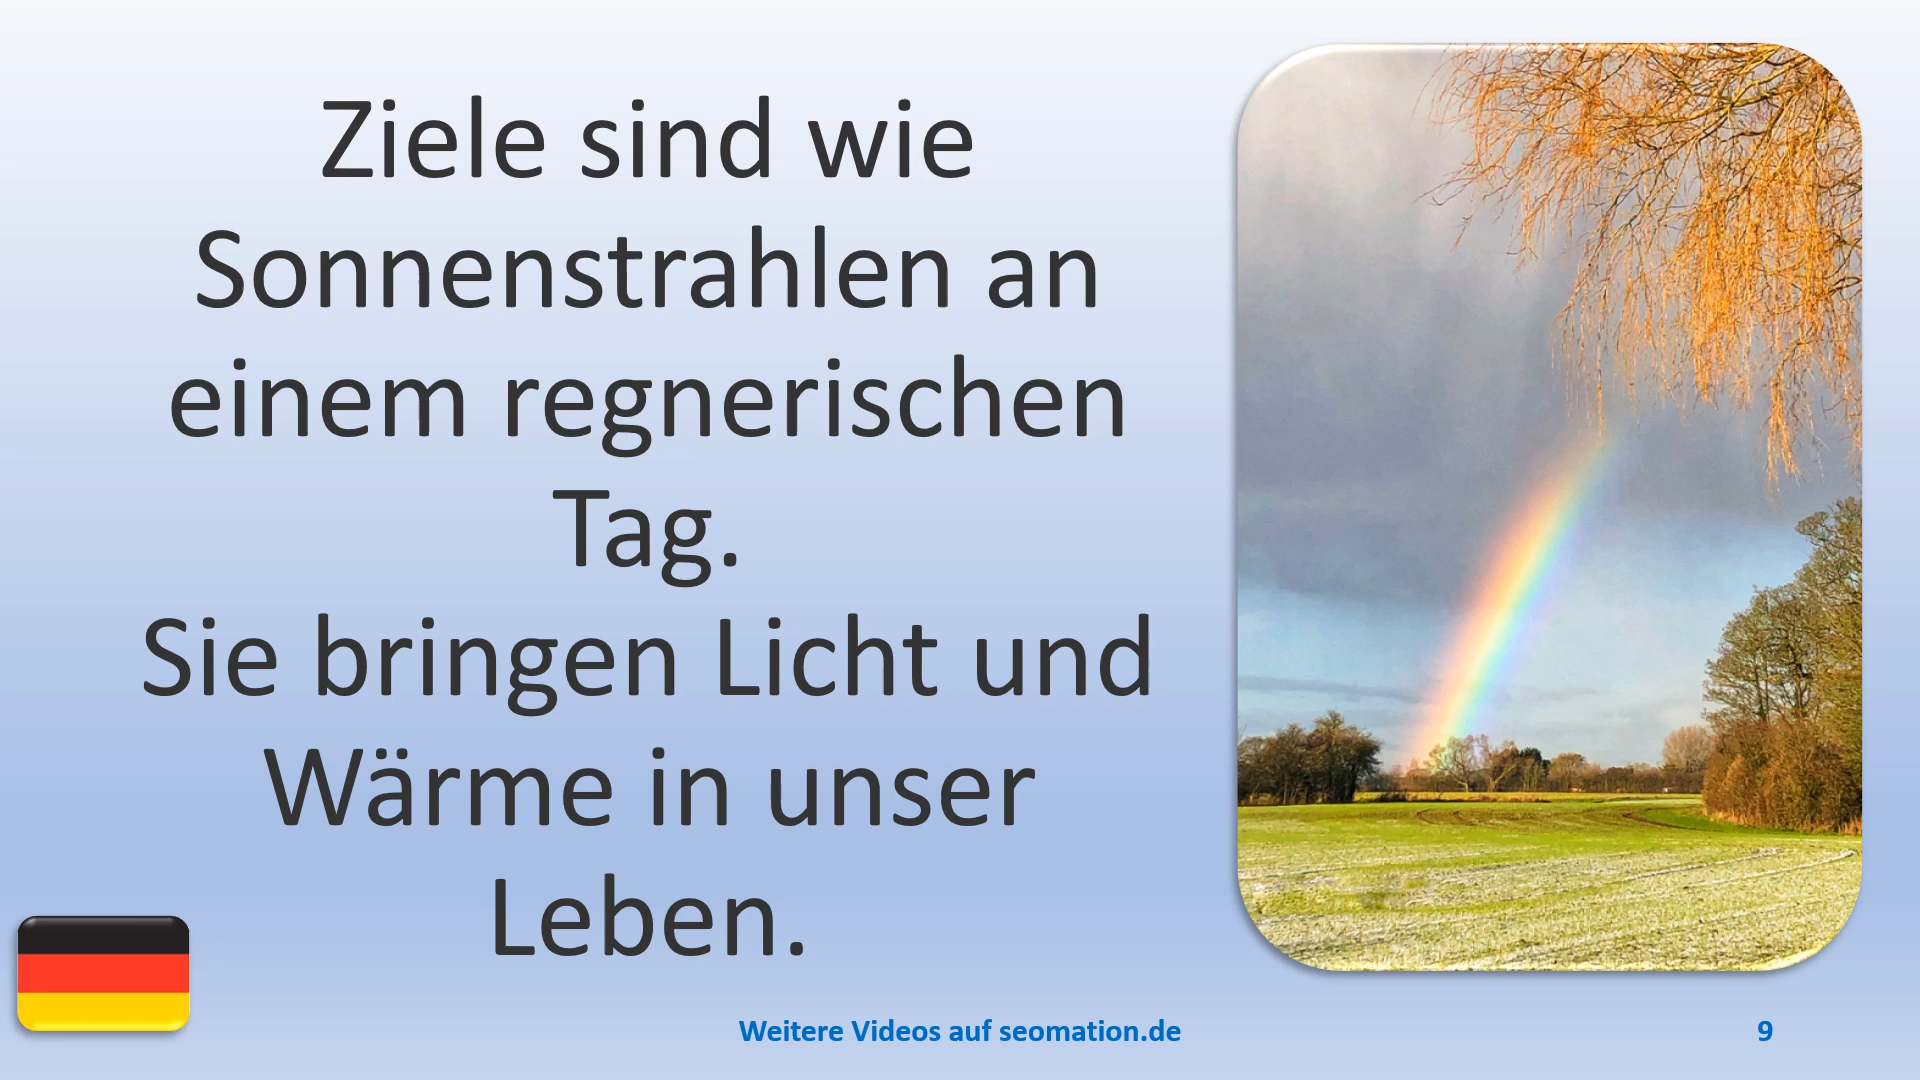 Ziele sind wie
Sonnenstrahlen an
einem regnerischen
Tag.
Sie bringen Licht und
Wärme in unser
Leben.
Weitere Videos auf seomation.de
9